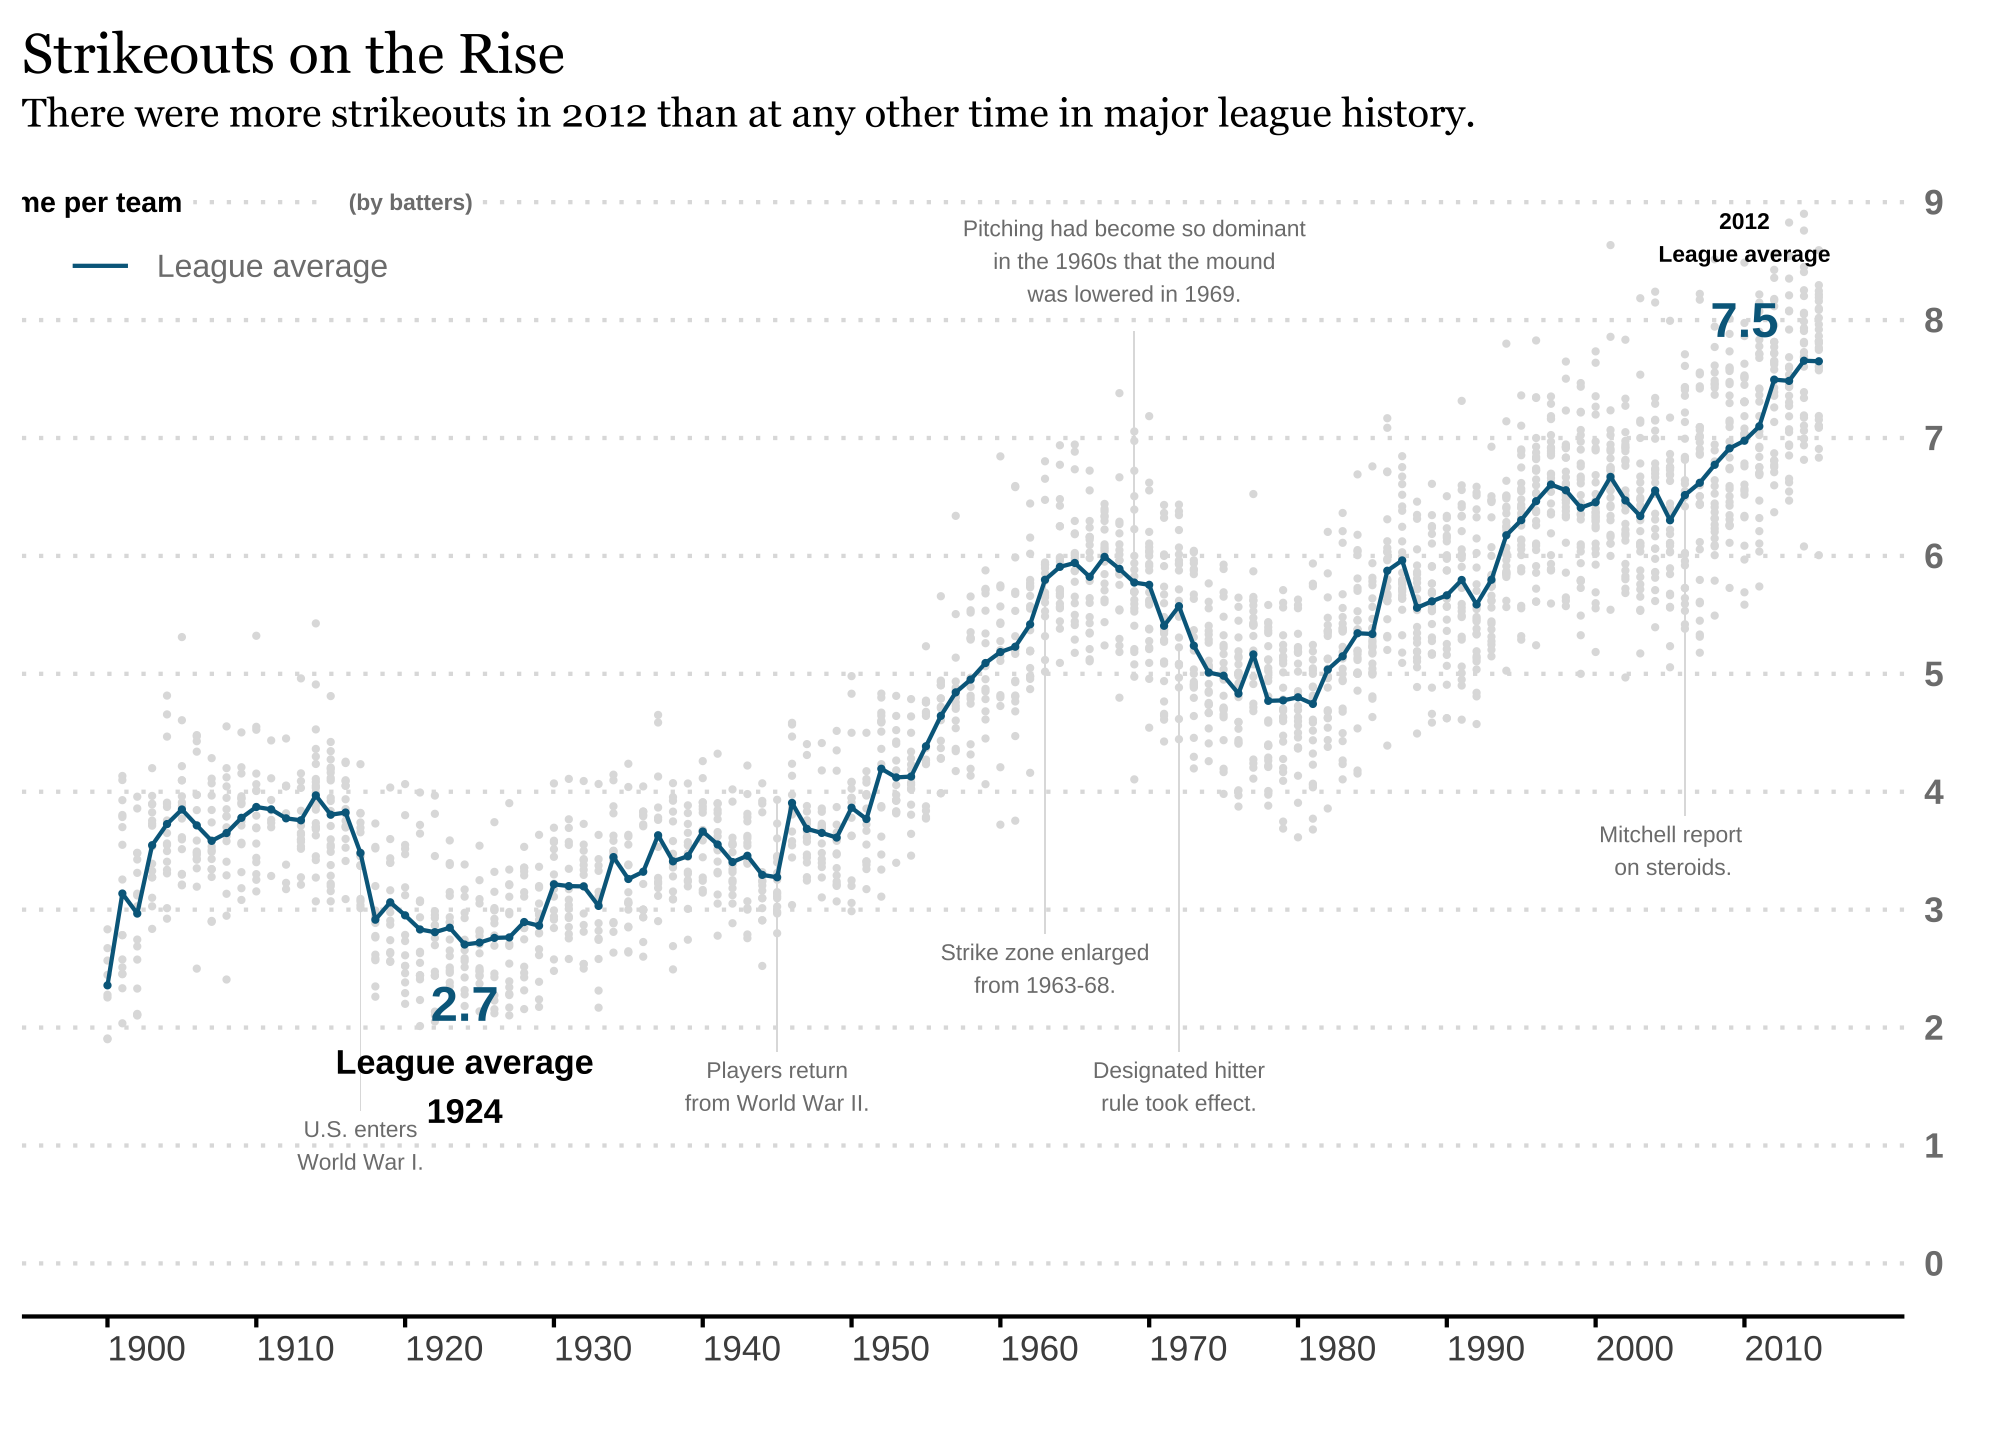 Strikeouts on the Rise
There were more strikeouts in 2012 than at any other time in major league history.
me per team (by batters)
League average
9
8
7
6
5
4
3
2
1
0
Pitching had become so dominant
in the 1960s that the mound
was lowered in 1969.
2012
League average
7.5
Mitchell report
on steroids.
Strike zone enlarged
from 1963-68.
2.7
League average
1924
U.S. enters
World War I.
Players return
from World War II.
Designated hitter
rule took effect.
1900 1910 1920 1930 1940 1950 1960 1970 1980 1990 2000 2010